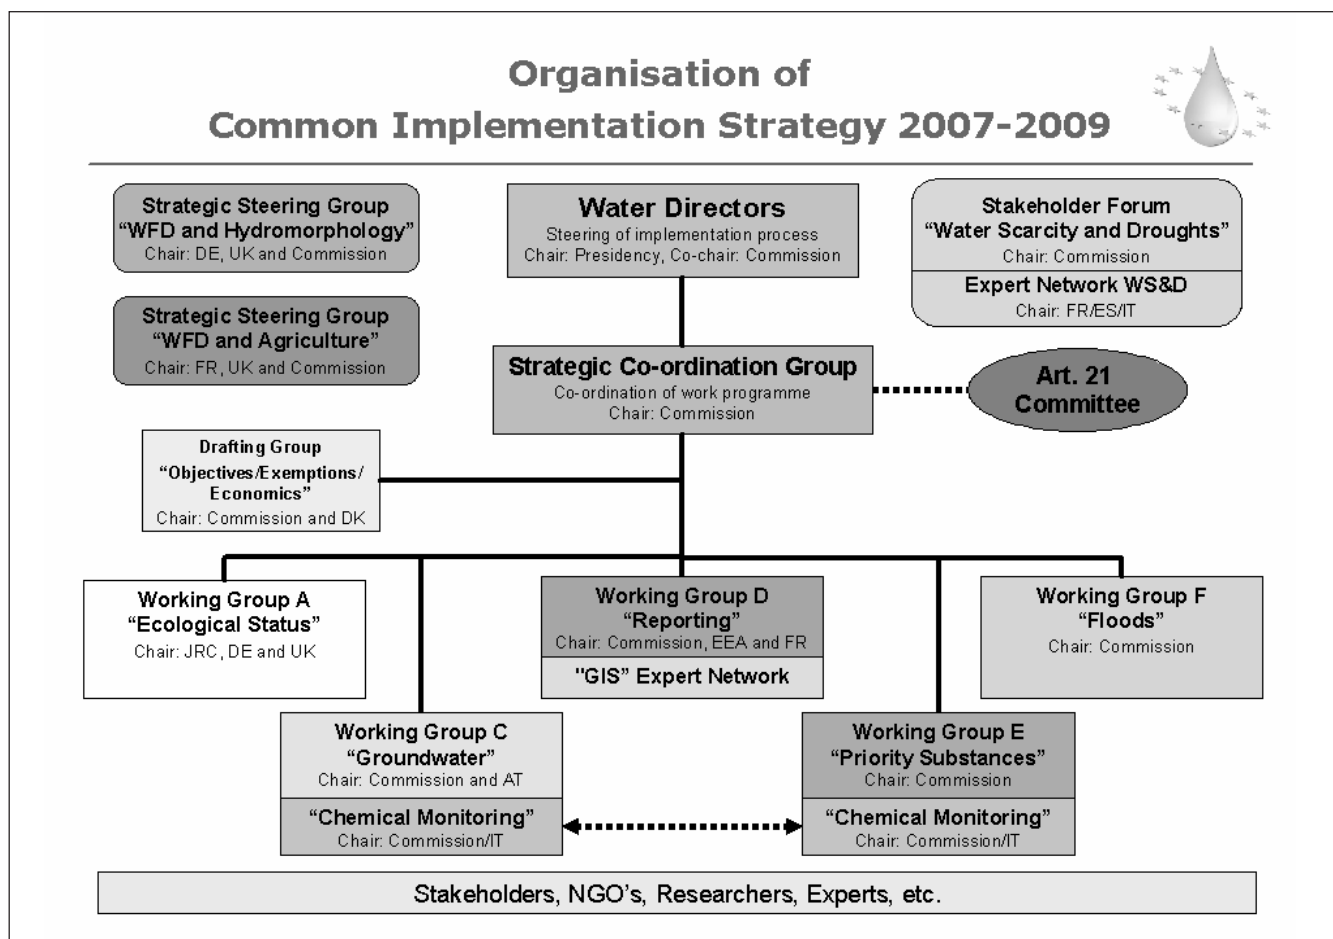 Organisation of
Common Implementation Strategy 2007-2009
Strategic Steering Group
“WFD and Hydromorphology”
Chair: DE, UK and Commission
Water Directors
Steering of implementation process
Chair: Presidency, Co-chair: Commission
Stakeholder Forum
“Water Scarcity and Droughts”
Chair: Commission
Expert Network WS&D
Chair: FR/ES/IT
Strategic Steering Group
“WFD and Agriculture”
Chair: FR, UK and Commission
Strategic Co-ordination Group
Co-ordination of work programme
Chair: Commission
Art. 21
Committee
Drafting Group
“Objectives/Exemptions/
Economics”
Chair: Commission and DK
Working Group A
“Ecological Status”
Chair: JRC, DE and UK
Working Group D
“Reporting”
Chair: Commission, EEA and FR
"GIS” Expert Network
Working Group F
“Floods”
Chair: Commission
Working Group C
“Groundwater”
Chair: Commission and AT
“Chemical Monitoring”
Chair: Commission/IT
Working Group E
“Priority Substances”
Chair: Commission
“Chemical Monitoring”
Chair: Commission/IT
Stakeholders, NGO’s, Researchers, Experts, etc.